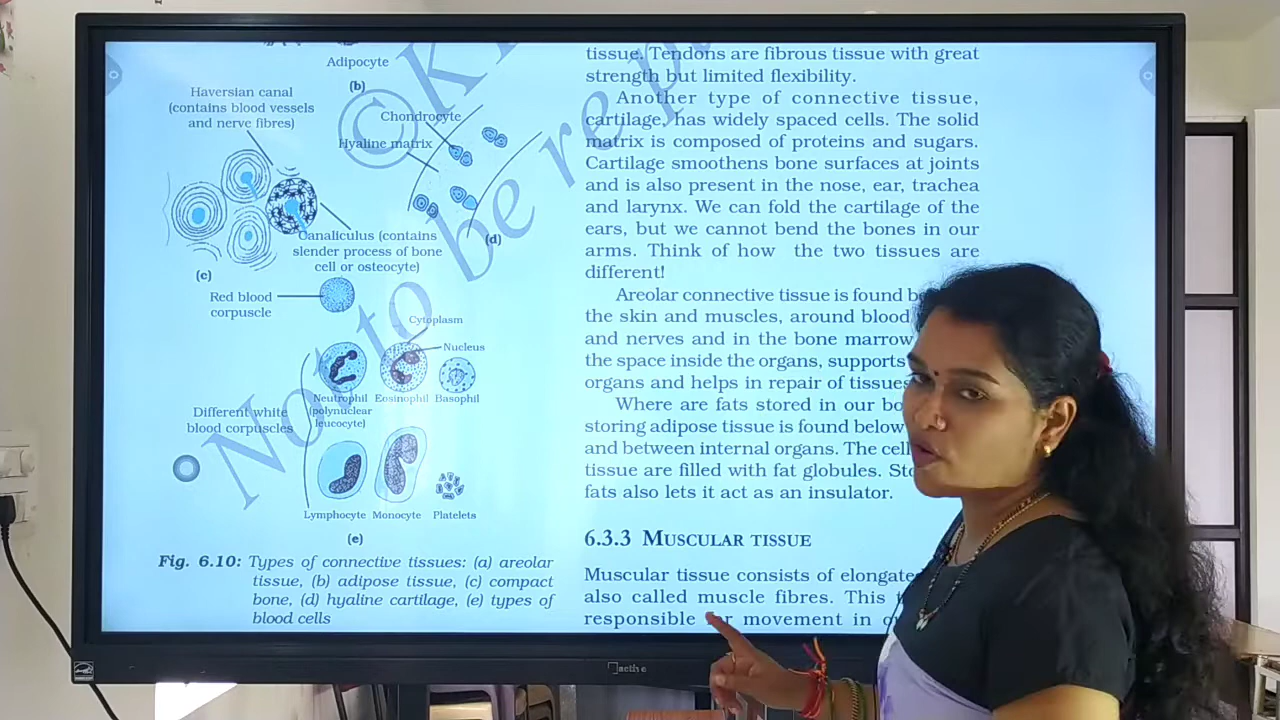 Adipocyte
(b)
Haversian canal
(contains blood vessels
and nerve fibres)
Chondrocyte
Hyaline matrix
Canaliculus (contains
slender process of bone
cell or osteocyte)
(c)
(d)
Red blood
corpuscle
Cytoplasm
Nucleus
Neutrophil
(polynuclear
leucocyte)
Eosinophil
Basophil
Different white
blood corpuscles
Lymphocyte
Monocyte
Platelets
(e)
Fig. 6.10: Types of connective tissues: (a) areolar
tissue, (b) adipose tissue, (c) compact
bone, (d) hyaline cartilage, (e) types of
blood cells
tissue. Tendons are fibrous tissue with great
strength but limited flexibility.
Another type of connective tissue,
cartilage, has widely spaced cells. The solid
matrix is composed of proteins and sugars.
Cartilage smoothens bone surfaces at joints
and is also present in the nose, ear, trachea
and larynx. We can fold the cartilage of the
ears, but we cannot bend the bones in our
arms. Think of how the two tissues are
different!
Areolar connective tissue is found
the skin and muscles, around blood
and nerves and in the bone marrow
the space inside the organs, supports
organs and helps in repair of tissues
Where are fats stored in our
storing adipose tissue is found below
and between internal organs. The
tissue are filled with fat globules.
fats also lets it act as an insulator.
6.3.3 MUSCULAR TISSUE
Muscular tissue consists of
also called muscle fibres. This
responsible for movement in
©
Not to be re